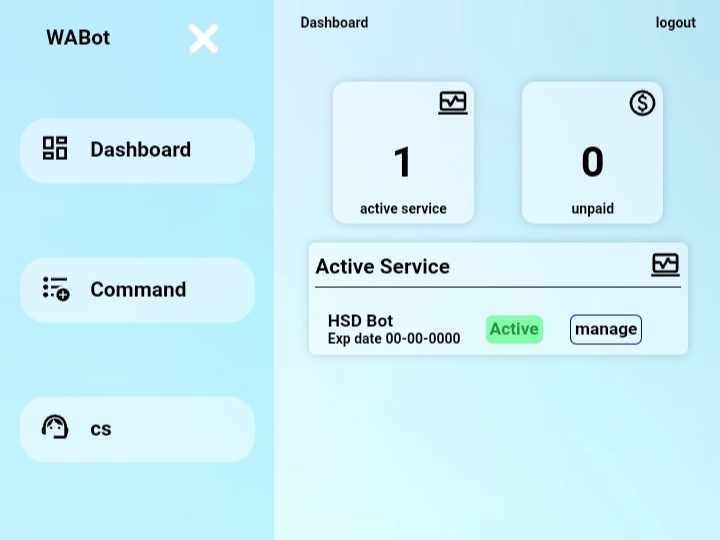 WABot
Dashboard
Command
cs
Dashboard
logout
1
active service
0
unpaid
Active Service
HSD Bot
Exp date 00-00-0000
Active
manage